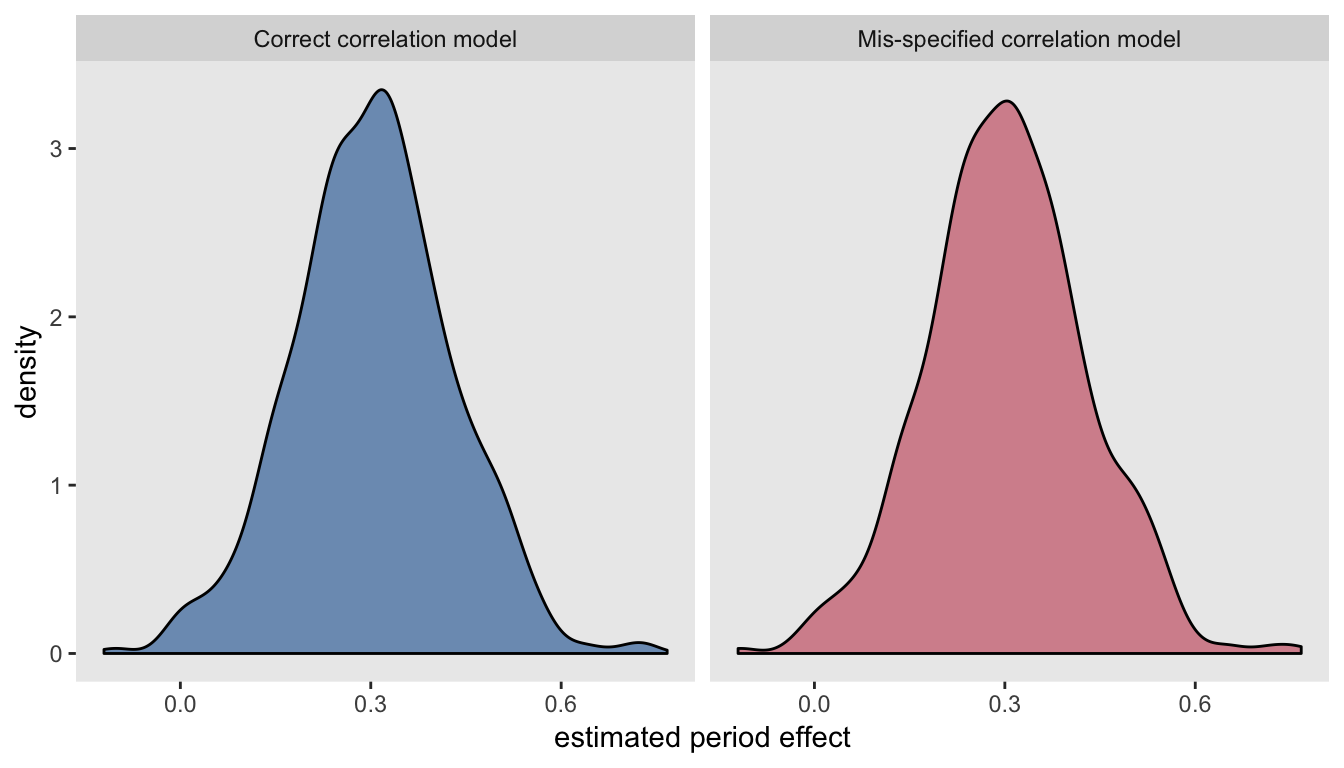 Correct correlation model
Mis-specified correlation model
density
3
2
1
0
0.0 0.3 0.6
0.0 0.3 0.6
estimated period effect